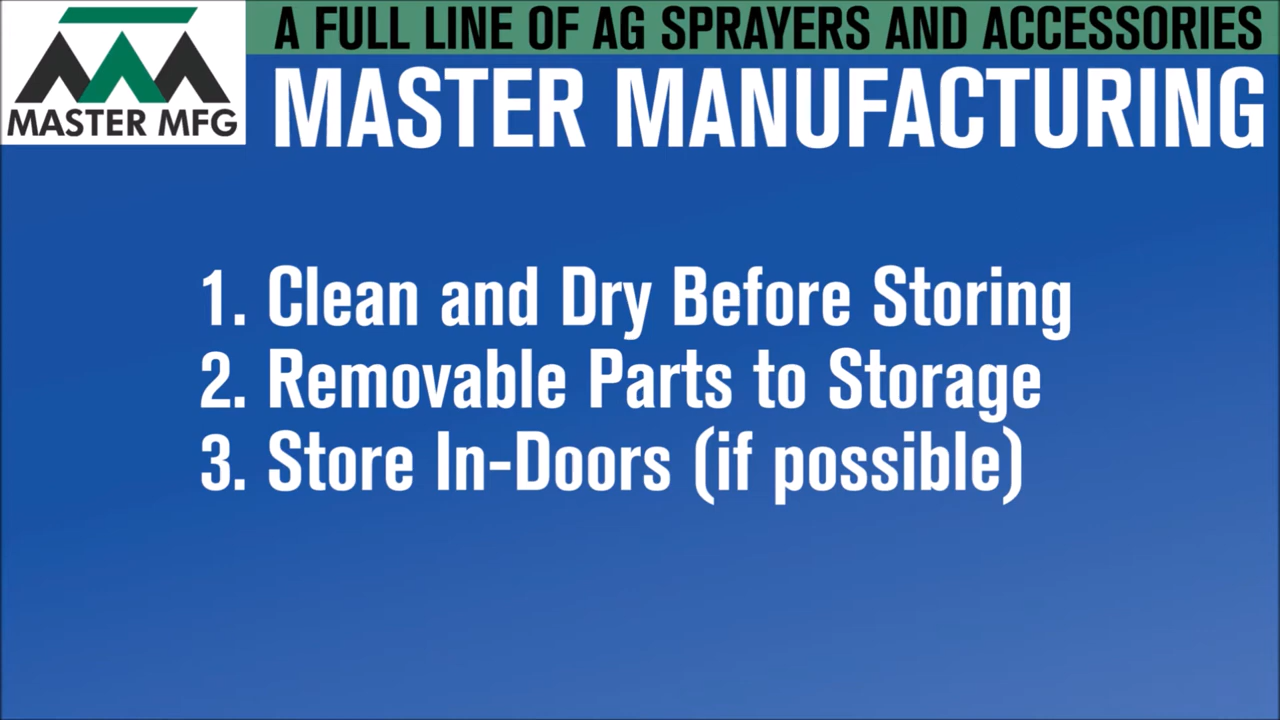 MASTER MFG
A FULL LINE OF AG SPRAYERS AND ACCESSORIES
MASTER MANUFACTURING
1. Clean and Dry Before Storing
2. Removable Parts to Storage
3. Store In-Doors (if possible)